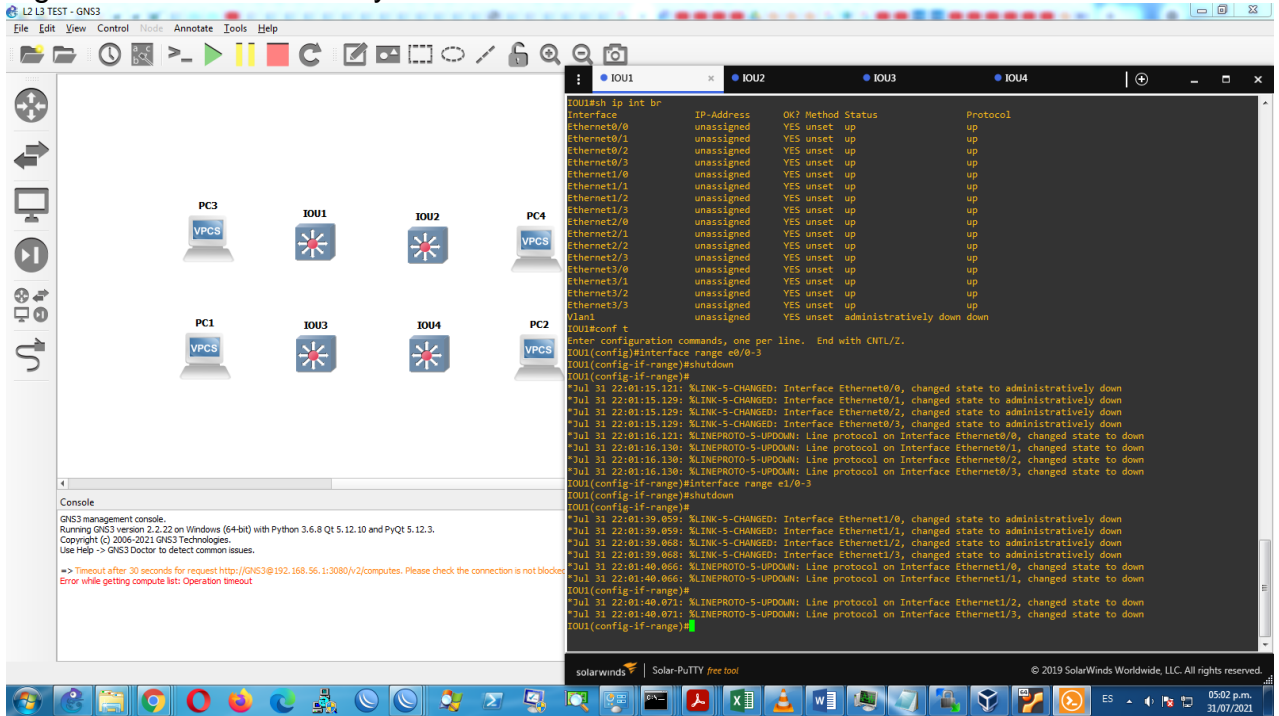 L2 L3 TEST - GNS3
File Edit View Control Node Annotate Tools Help
PC3
VPCS
IOU1
IOU2
PC4
VPCS
PC1
VPCS
IOU3
IOU4
PC2
VPCS
Console
GNS3 management console.
Running GNS3 version 2.2.22 on Windows (64-bit) with Python 3.6.8 Qt 5.12.10 and PyQt 5.12.3.
Copyright (c) 2006-2021 GNS3 Technologies.
Use Help -> GNS3 Doctor to detect common issues.
=> Timeout after 30 seconds for request http://GNS3@192.168.56.1:3080/v2/computes. Please check the connection is not blocke
Error while getting compute list: Operation timeout
IOU1 × IOU2 IOU3 IOU4
IOU1#sh ip int br
Interface IP-Address OK? Method Status Protocol
Ethernet0/0 unassigned YES unset up up
Ethernet0/1 unassigned YES unset up up
Ethernet0/2 unassigned YES unset up up
Ethernet0/3 unassigned YES unset up up
Ethernet1/0 unassigned YES unset up up
Ethernet1/1 unassigned YES unset up up
Ethernet1/2 unassigned YES unset up up
Ethernet1/3 unassigned YES unset up up
Ethernet2/0 unassigned YES unset up up
Ethernet2/1 unassigned YES unset up up
Ethernet2/2 unassigned YES unset up up
Ethernet2/3 unassigned YES unset up up
Ethernet3/0 unassigned YES unset up up
Ethernet3/1 unassigned YES unset up up
Ethernet3/2 unassigned YES unset up up
Ethernet3/3 unassigned YES unset up up
Vlan1 unassigned YES unset administratively down down
IOU1#conf t
Enter configuration commands, one per line. End with CNTL/Z.
IOU1(config)#interface range e0/0-3
IOU1(config-if-range)#shutdown
IOU1(config-if-range)#
*Jul 31 22:01:15.121: %LINK-5-CHANGED: Interface Ethernet0/0, changed state to administratively down
*Jul 31 22:01:15.129: %LINK-5-CHANGED: Interface Ethernet0/1, changed state to administratively down
*Jul 31 22:01:15.129: %LINK-5-CHANGED: Interface Ethernet0/2, changed state to administratively down
*Jul 31 22:01:15.129: %LINK-5-CHANGED: Interface Ethernet0/3, changed state to administratively down
*Jul 31 22:01:16.121: %LINEPROTO-5-UPDOWN: Line protocol on Interface Ethernet0/0, changed state to down
*Jul 31 22:01:16.130: %LINEPROTO-5-UPDOWN: Line protocol on Interface Ethernet0/1, changed state to down
*Jul 31 22:01:16.130: %LINEPROTO-5-UPDOWN: Line protocol on Interface Ethernet0/2, changed state to down
*Jul 31 22:01:16.130: %LINEPROTO-5-UPDOWN: Line protocol on Interface Ethernet0/3, changed state to down
IOU1(config-if-range)#interface range e1/0-3
IOU1(config-if-range)#shutdown
IOU1(config-if-range)#
*Jul 31 22:01:39.059: %LINK-5-CHANGED: Interface Ethernet1/0, changed state to administratively down
*Jul 31 22:01:39.059: %LINK-5-CHANGED: Interface Ethernet1/1, changed state to administratively down
*Jul 31 22:01:39.068: %LINK-5-CHANGED: Interface Ethernet1/2, changed state to administratively down
*Jul 31 22:01:39.068: %LINK-5-CHANGED: Interface Ethernet1/3, changed state to administratively down
*Jul 31 22:01:40.066: %LINEPROTO-5-UPDOWN: Line protocol on Interface Ethernet1/0, changed state to down
*Jul 31 22:01:40.066: %LINEPROTO-5-UPDOWN: Line protocol on Interface Ethernet1/1, changed state to down
IOU1(config-if-range)#
*Jul 31 22:01:40.071: %LINEPROTO-5-UPDOWN: Line protocol on Interface Ethernet1/2, changed state to down
*Jul 31 22:01:40.071: %LINEPROTO-5-UPDOWN: Line protocol on Interface Ethernet1/3, changed state to down
IOU1(config-if-range)#
solarwinds | Solar-PuTTY free tool © 2019 SolarWinds Worldwide, LLC. All rights reserved.
ES 05:02 p.m.
31/07/2021